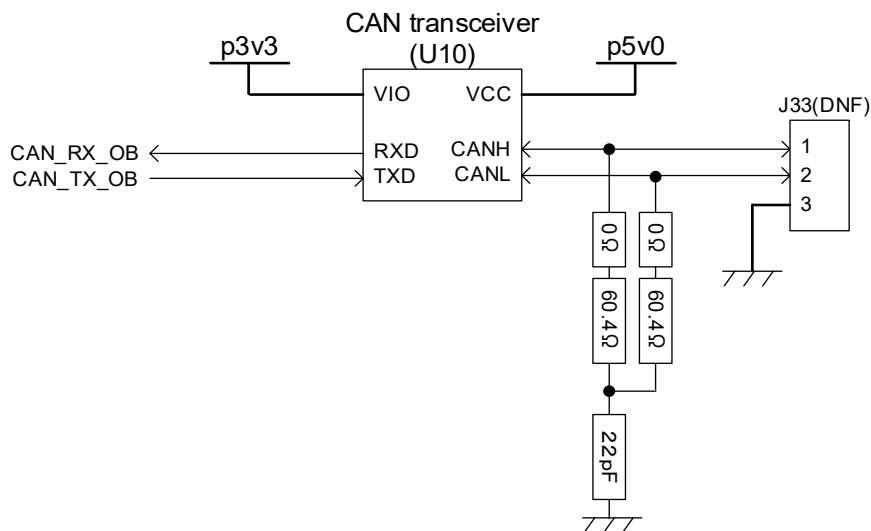 CAN transceiver
(U10)
p3v3
p5v0
VIO
VCC
J33(DNF)
CAN_RX_OB
RXD
CANH
1
CAN_TX_OB
TXD
CANL
2
3
0Ω
0Ω
60.4Ω
60.4Ω
22pF